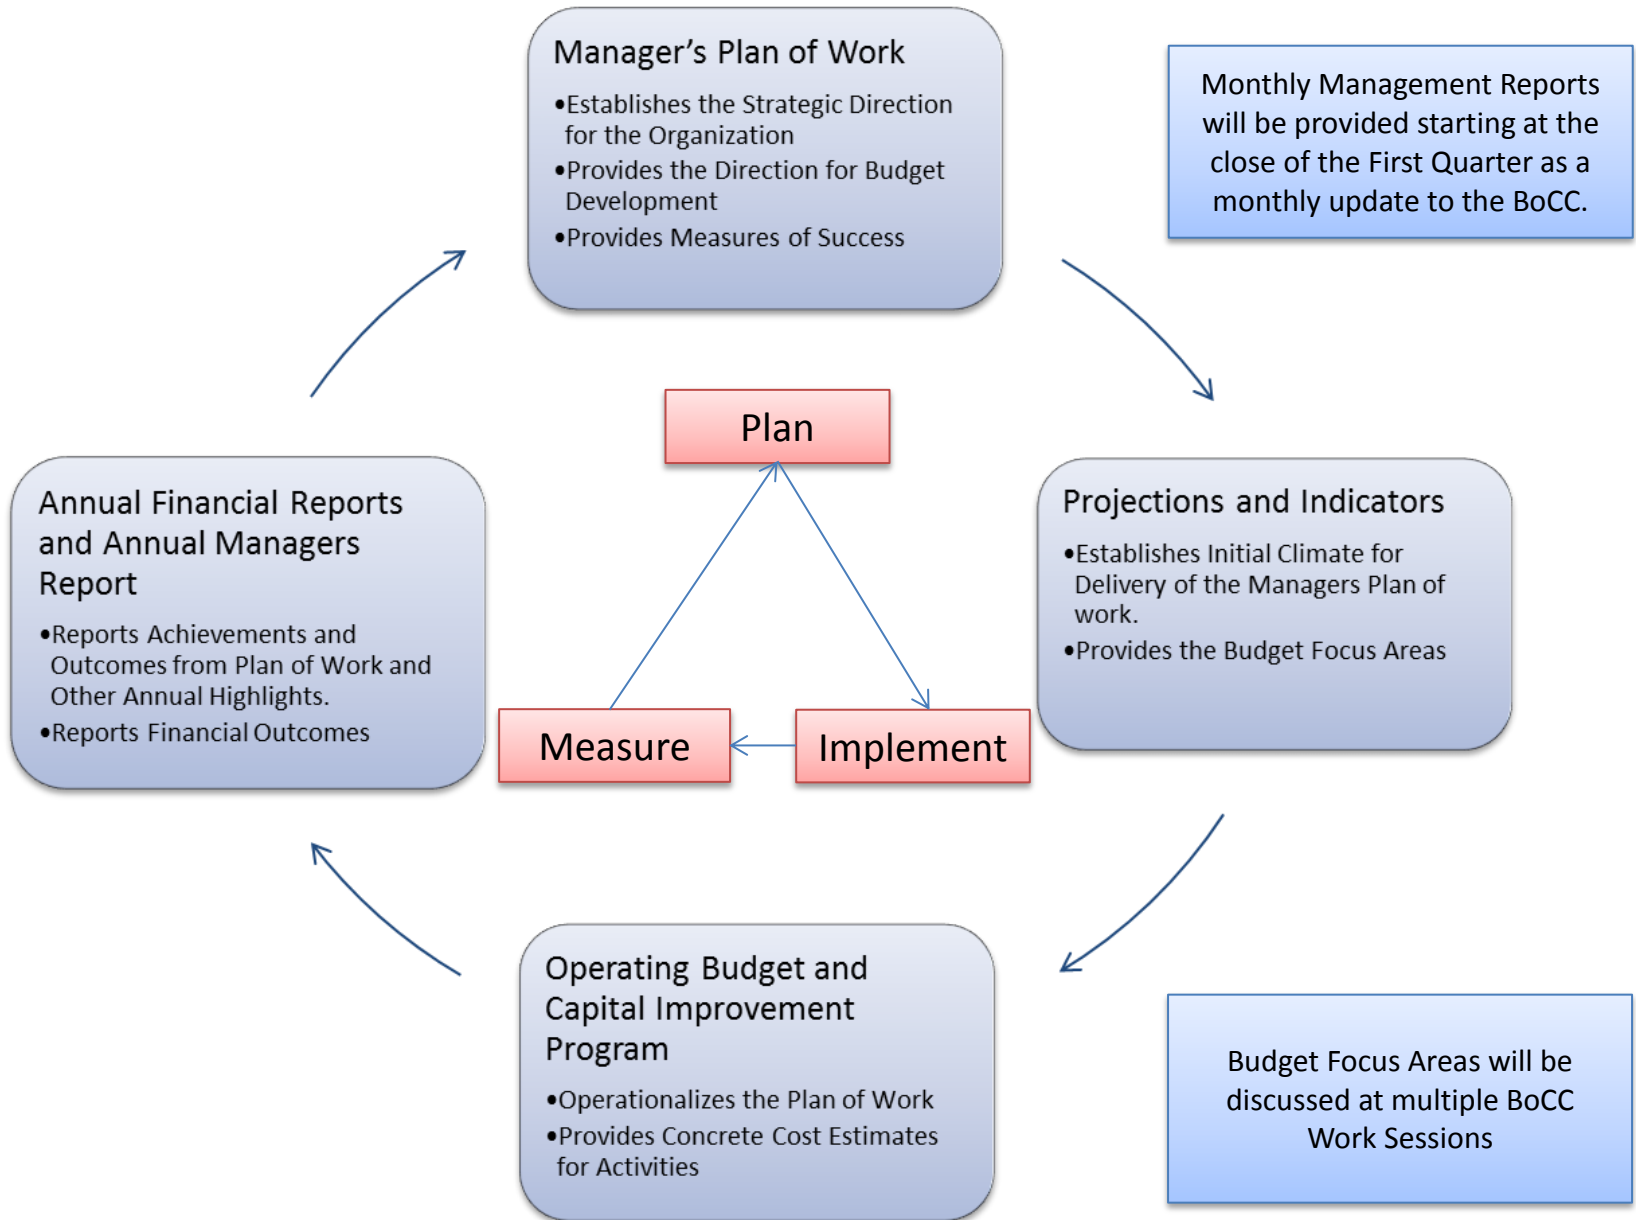 Manager’s Plan of Work
•Establishes the Strategic Direction
for the Organization
•Provides the Direction for Budget
Development
•Provides Measures of Success
Monthly Management Reports
will be provided starting at the
close of the First Quarter as a
monthly update to the BoCC.
Plan
Annual Financial Reports
and Annual Managers
Report
•Reports Achievements and
Outcomes from Plan of Work and
Other Annual Highlights.
•Reports Financial Outcomes
Projections and Indicators
•Establishes Initial Climate for
Delivery of the Managers Plan of
work.
•Provides the Budget Focus Areas
Measure
Implement
Operating Budget and
Capital Improvement
Program
•Operationalizes the Plan of Work
•Provides Concrete Cost Estimates
for Activities
Budget Focus Areas will be
discussed at multiple BoCC
Work Sessions